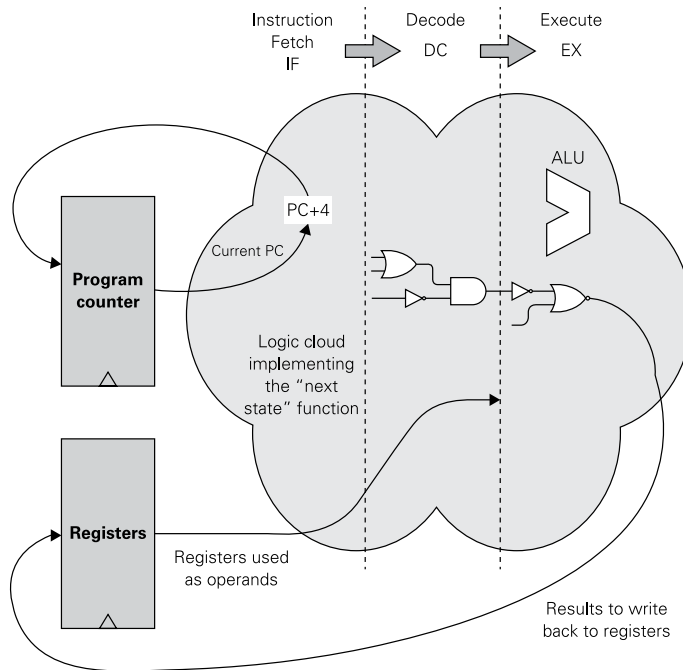 Instruction
Fetch
IF
Decode
DC
Execute
EX
ALU
PC+4
Current PC
Program
counter
Logic cloud
implementing
the “next
state” function
Registers
Registers used
as operands
Results to write
back to registers